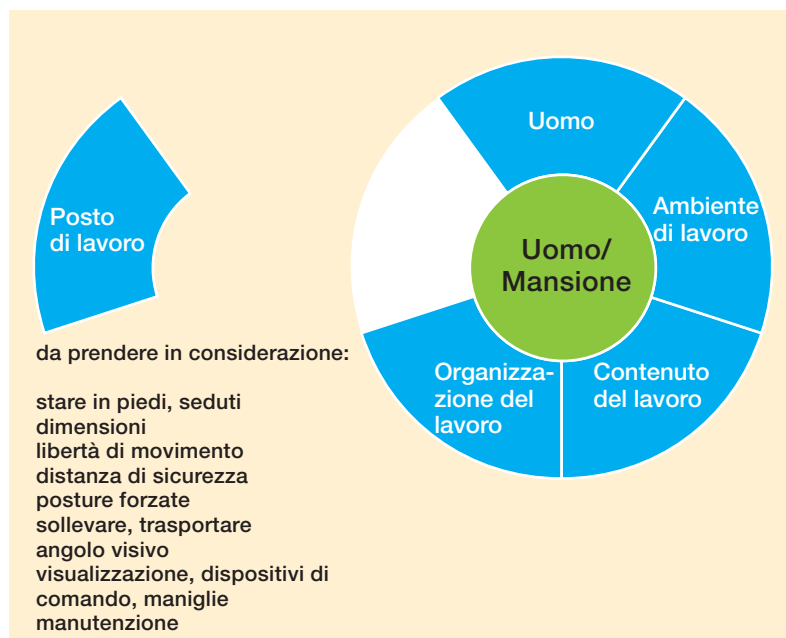 Uomo
Ambiente
di lavoro
Posto
di lavoro
Uomo/
Mansione
Organizza-
zione del
lavoro
Contenuto
del lavoro
da prendere in considerazione:
stare in piedi, seduti
dimensioni
libertà di movimento
distanza di sicurezza
posture forzate
sollevare, trasportare
angolo visivo
visualizzazione, dispositivi di
comando, maniglie
manutenzione